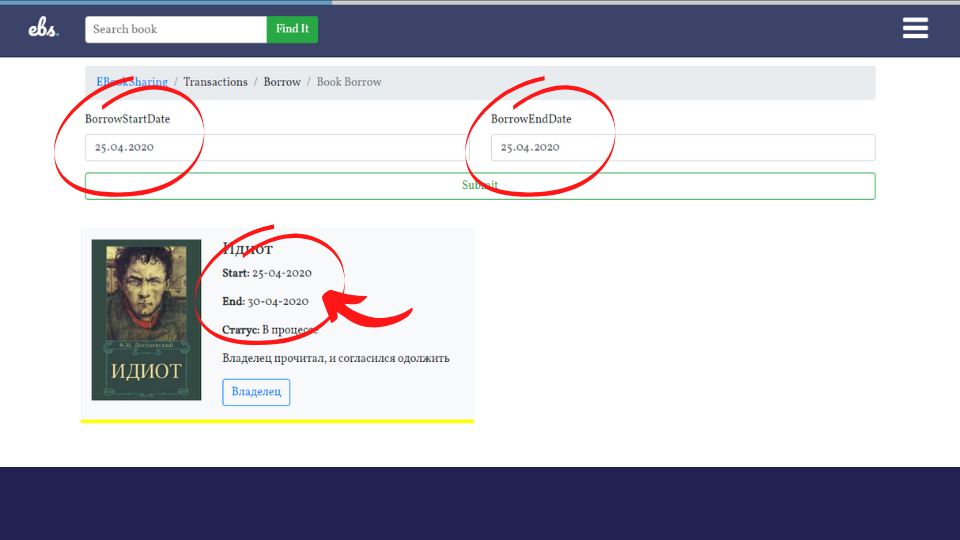 ebs.
Search book
Find It
EBookSharing / Transactions / Borrow / Book Borrow
BorrowStartDate
BorrowEndDate
25.04.2020
25.04.2020
Submit
Идиот
Start: 25-04-2020
End: 30-04-2020
Статус: В процессе
Владелец прочитал, и согласился одолжить
Владелец
Ф.М. Достоевский
ИДИОТ